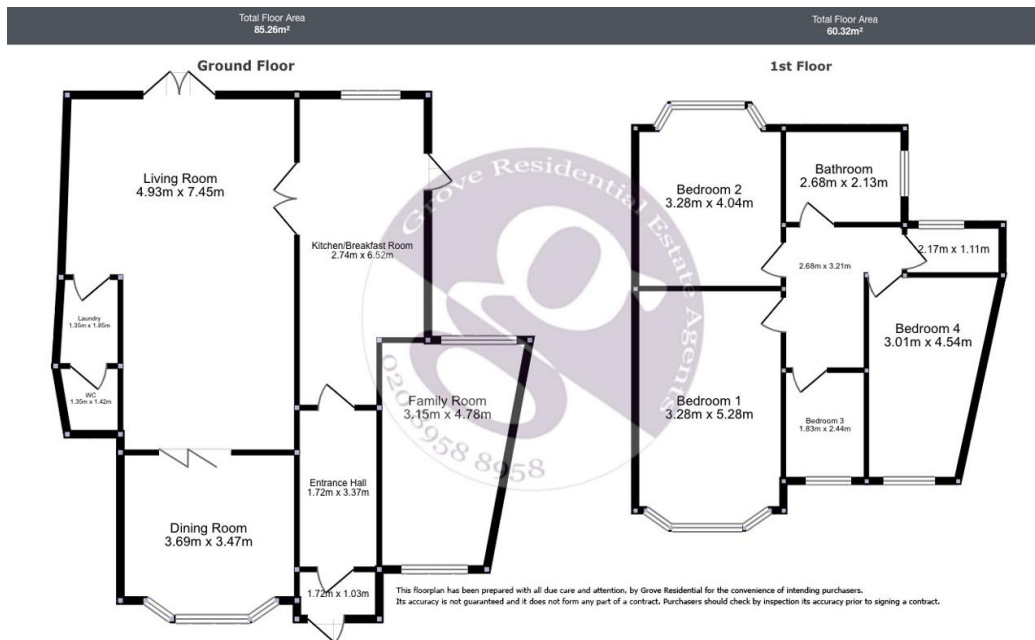 Total Floor Area
85.26m²
Total Floor Area
60.32m²
Ground Floor
1st Floor
Living Room
4.93m x 7.45m
Kitchen/Breakfast Room
2.74m x 6.52m
Laundry
1.35m x 1.85m
WC
1.35m x 1.42m
Family Room
3.15m x 4.78m
Entrance Hall
1.72m x 3.37m
Dining Room
3.69m x 3.47m
1.72m x 1.03m
Bedroom 2
3.28m x 4.04m
Bathroom
2.68m x 2.13m
2.17m x 1.11m
2.68m x 3.21m
Bedroom 4
3.01m x 4.54m
Bedroom 1
3.28m x 5.28m
Bedroom 3
1.83m x 2.44m
Grove Residential Estate Agents
020 8958 8958
This floorplan has been prepared with all due care and attention, by Grove Residential for the convenience of intending purchasers.
Its accuracy is not guaranteed and it does not form any part of a contract. Purchasers should check by inspection its accuracy prior to signing a contract.